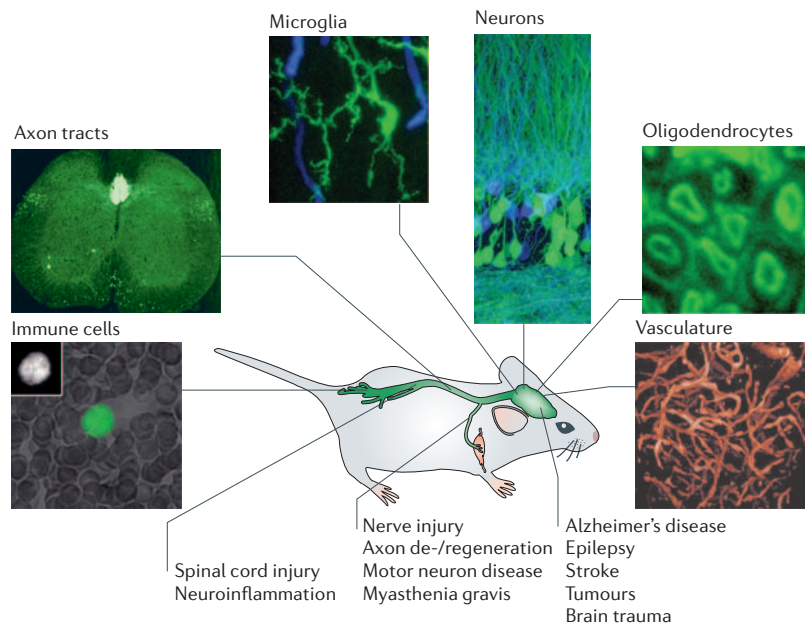 Microglia
Neurons
Axon tracts
Oligodendrocytes
Immune cells
Vasculature
Spinal cord injury
Neuroinflammation
Nerve injury
Axon de-/regeneration
Motor neuron disease
Myasthenia gravis
Alzheimer's disease
Epilepsy
Stroke
Tumours
Brain trauma